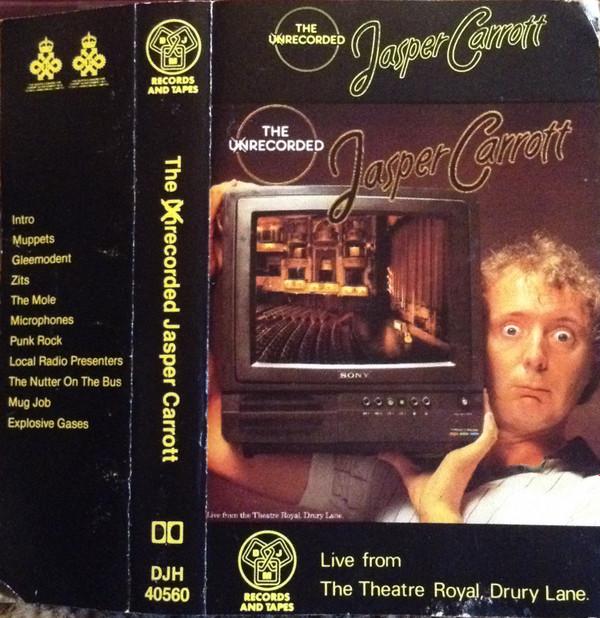 Intro
Muppets
Gleemodent
Zits
The Mole
Microphones
Punk Rock
Local Radio Presenters
The Nutter On The Bus
Mug Job
Explosive Gases
DJM
RECORDS
AND TAPES
The Unrecorded Jasper Carrott
DJH
40560
THE
UNRECORDED
Jasper Carrott
THE
UNRECORDED
Jasper Carrott
SONY
Live from the Theatre Royal, Drury Lane.
DJM
RECORDS
AND TAPES
Live from
The Theatre Royal, Drury Lane.